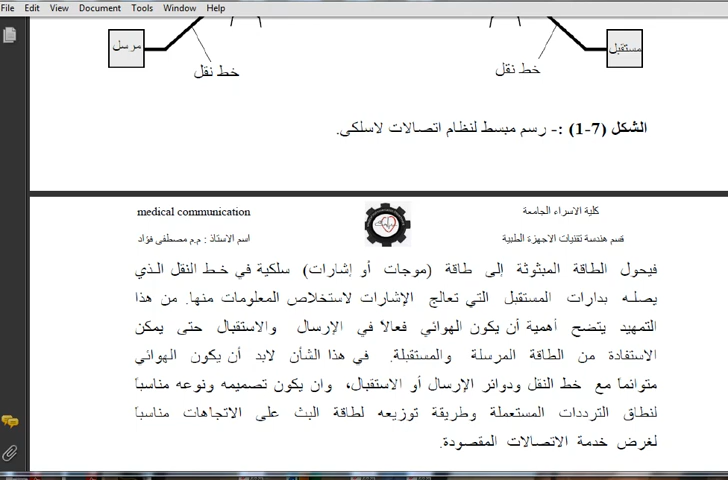 File Edit View Document Tools Window Help
مرسل
مستقبل
خط نقل
خط نقل
الشكل (7-1) :- رسم مبسط لنظام اتصالات لاسلكى.
medical communication
كلية الاسراء الجامعة
اسم الاستاذ : م.م مصطفى فؤاد
قسم هندسة تقنيات الاجهزة الطبية
فيحول الطاقة المبثوثة إلى طاقة (موجات أو إشارات) سلكية في خط النقل الذي
يصله بدارات المستقبل التي تعالج الإشارات لاستخلاص المعلومات منها. من هذا
التمهيد يتضح أهمية أن يكون الهوائي فعالاً في الإرسال والاستقبال حتى يمكن
الاستفادة من الطاقة المرسلة والمستقبلة. في هذا الشأن لابد أن يكون الهوائي
متوائما مع خط النقل ودوائر الإرسال أو الاستقبال، وان يكون تصميمه ونوعه مناسباً
لنطاق الترددات المستعملة وطريقة توزيعه لطاقة البث على الاتجاهات مناسباً
لغرض خدمة الاتصالات المقصودة.